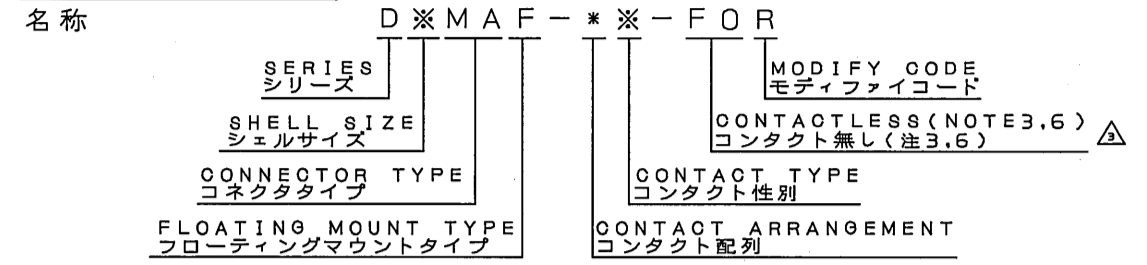 名称
D※MAF-*※-FOR
SERIES
シリーズ
MODIFY CODE
モディファイコード
SHELL SIZE
シェルサイズ
CONTACTLESS(NOTE3,6)
コンタクト無し(注3,6)
3
CONNECTOR TYPE
コネクタタイプ
CONTACT TYPE
コンタクト性別
FLOATING MOUNT TYPE
フローティングマウントタイプ
CONTACT ARRANGEMENT
コンタクト配列